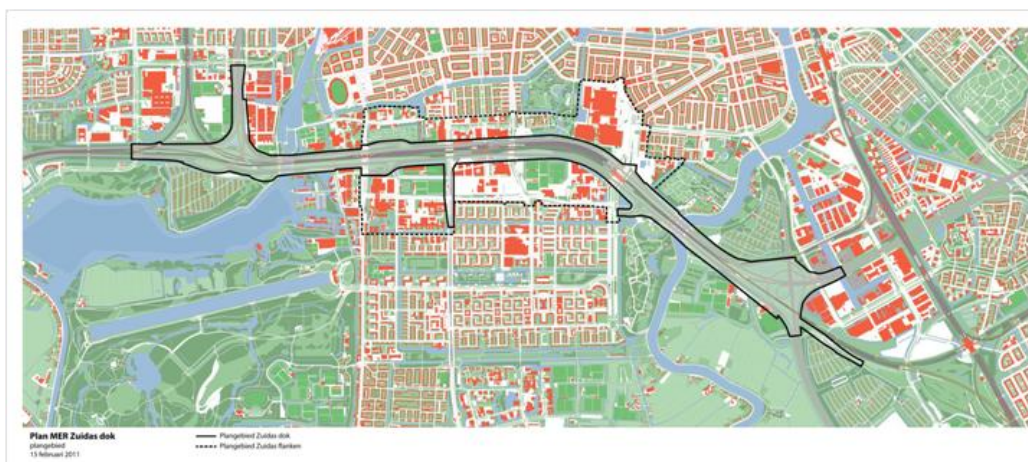 Plan MER Zuidas dok
plangebied
15 februari 2011
Plangebied Zuidas dok
Plangebied Zuidas flanken